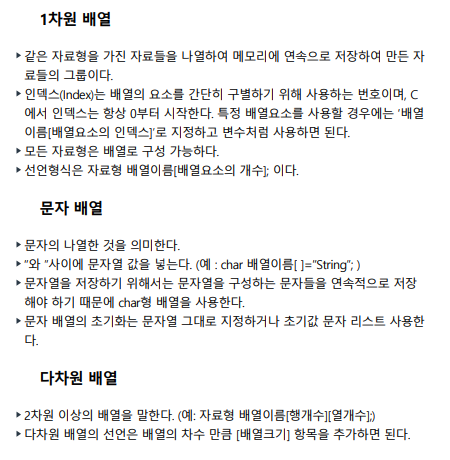 1차원 배열
▸ 같은 자료형을 가진 자료들을 나열하여 메모리에 연속으로 저장하여 만든 자
료들의 그룹이다.
▸ 인덱스(Index)는 배열의 요소를 간단히 구별하기 위해 사용하는 번호이며, C
에서 인덱스는 항상 0부터 시작한다. 특정 배열요소를 사용할 경우에는 '배열
이름[배열요소의 인덱스]'로 지정하고 변수처럼 사용하면 된다.
▸ 모든 자료형은 배열로 구성 가능하다.
▸ 선언형식은 자료형 배열이름[배열요소의 개수]; 이다.
문자 배열
▸ 문자의 나열한 것을 의미한다.
▸ "와 "사이에 문자열 값을 넣는다. (예 : char 배열이름[ ]="String"; )
▸ 문자열을 저장하기 위해서는 문자열을 구성하는 문자들을 연속적으로 저장
해야 하기 때문에 char형 배열을 사용한다.
▸ 문자 배열의 초기화는 문자열 그대로 지정하거나 초기값 문자 리스트 사용한
다.
다차원 배열
▸ 2차원 이상의 배열을 말한다. (예: 자료형 배열이름[행개수][열개수];)
▸ 다차원 배열의 선언은 배열의 차수 만큼 [배열크기] 항목을 추가하면 된다.